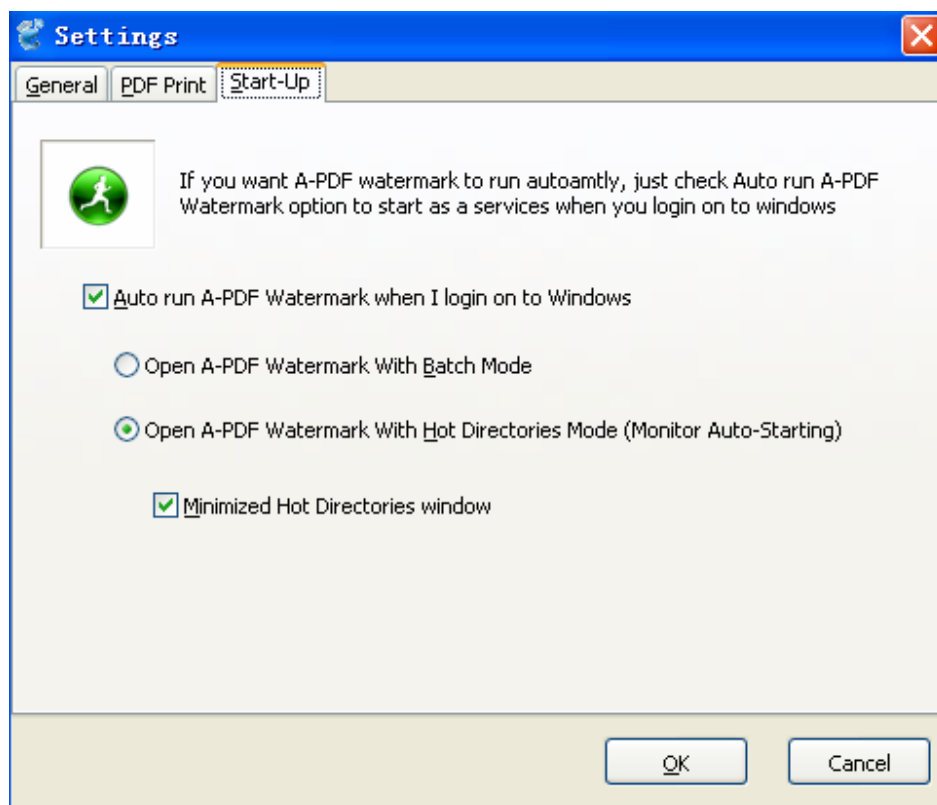 Settings
General PDF Print Start-Up
If you want A-PDF watermark to run autoamtly, just check Auto run A-PDF
Watermark option to start as a services when you login on to windows
Auto run A-PDF Watermark when I login on to Windows
Open A-PDF Watermark With Batch Mode
Open A-PDF Watermark With Hot Directories Mode (Monitor Auto-Starting)
Minimized Hot Directories window
OK Cancel